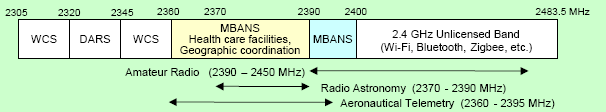 2305 2320 2345 2360 2370 2390 2400 2483.5 MHz
WCS DARS WCS MBANS Health care facilities, Geographic coordination MBANS 2.4 GHz Unlicensed Band (Wi-Fi, Bluetooth, Zigbee, etc.)
Amateur Radio (2390 – 2450 MHz)
Radio Astronomy (2370 - 2390 MHz)
Aeronautical Telemetry (2360 - 2395 MHz)